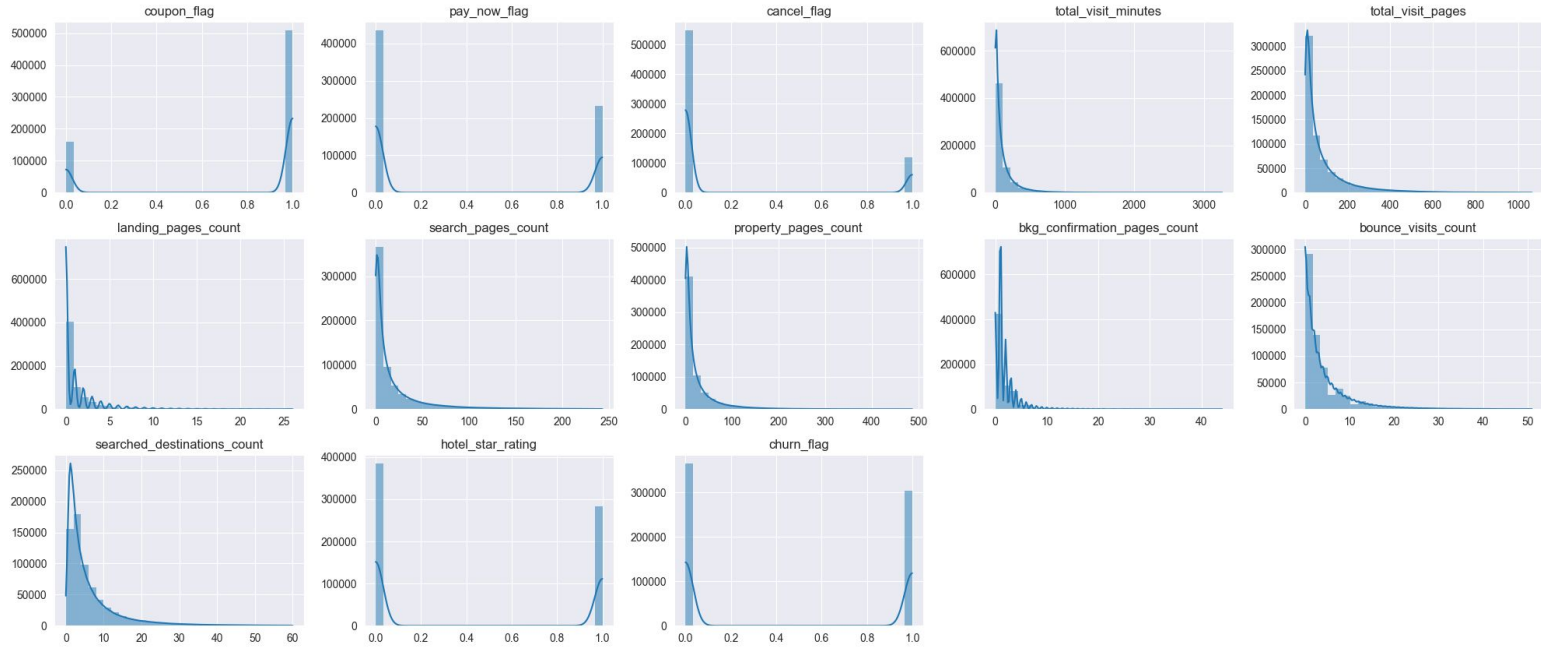 coupon_flag
500000
400000
300000
200000
100000
0
0.0 0.2 0.4 0.6 0.8 1.0
pay_now_flag
400000
300000
200000
100000
0
0.0 0.2 0.4 0.6 0.8 1.0
cancel_flag
500000
400000
300000
200000
100000
0
0.0 0.2 0.4 0.6 0.8 1.0
total_visit_minutes
600000
400000
200000
0
0 1000 2000 3000
total_visit_pages
300000
250000
200000
150000
100000
50000
0
0 200 400 600 800 1000
landing_pages_count
600000
400000
200000
0
0 5 10 15 20 25
search_pages_count
300000
200000
100000
0
0 50 100 150 200 250
property_pages_count
500000
400000
300000
200000
100000
0
0 100 200 300 400 500
bkg_confirmation_pages_count
600000
400000
200000
0
0 10 20 30 40
bounce_visits_count
300000
250000
200000
150000
100000
50000
0
0 10 20 30 40 50
searched_destinations_count
250000
200000
150000
100000
50000
0
0 10 20 30 40 50 60
hotel_star_rating
400000
300000
200000
100000
0
0.0 0.2 0.4 0.6 0.8 1.0
churn_flag
300000
200000
100000
0
0.0 0.2 0.4 0.6 0.8 1.0